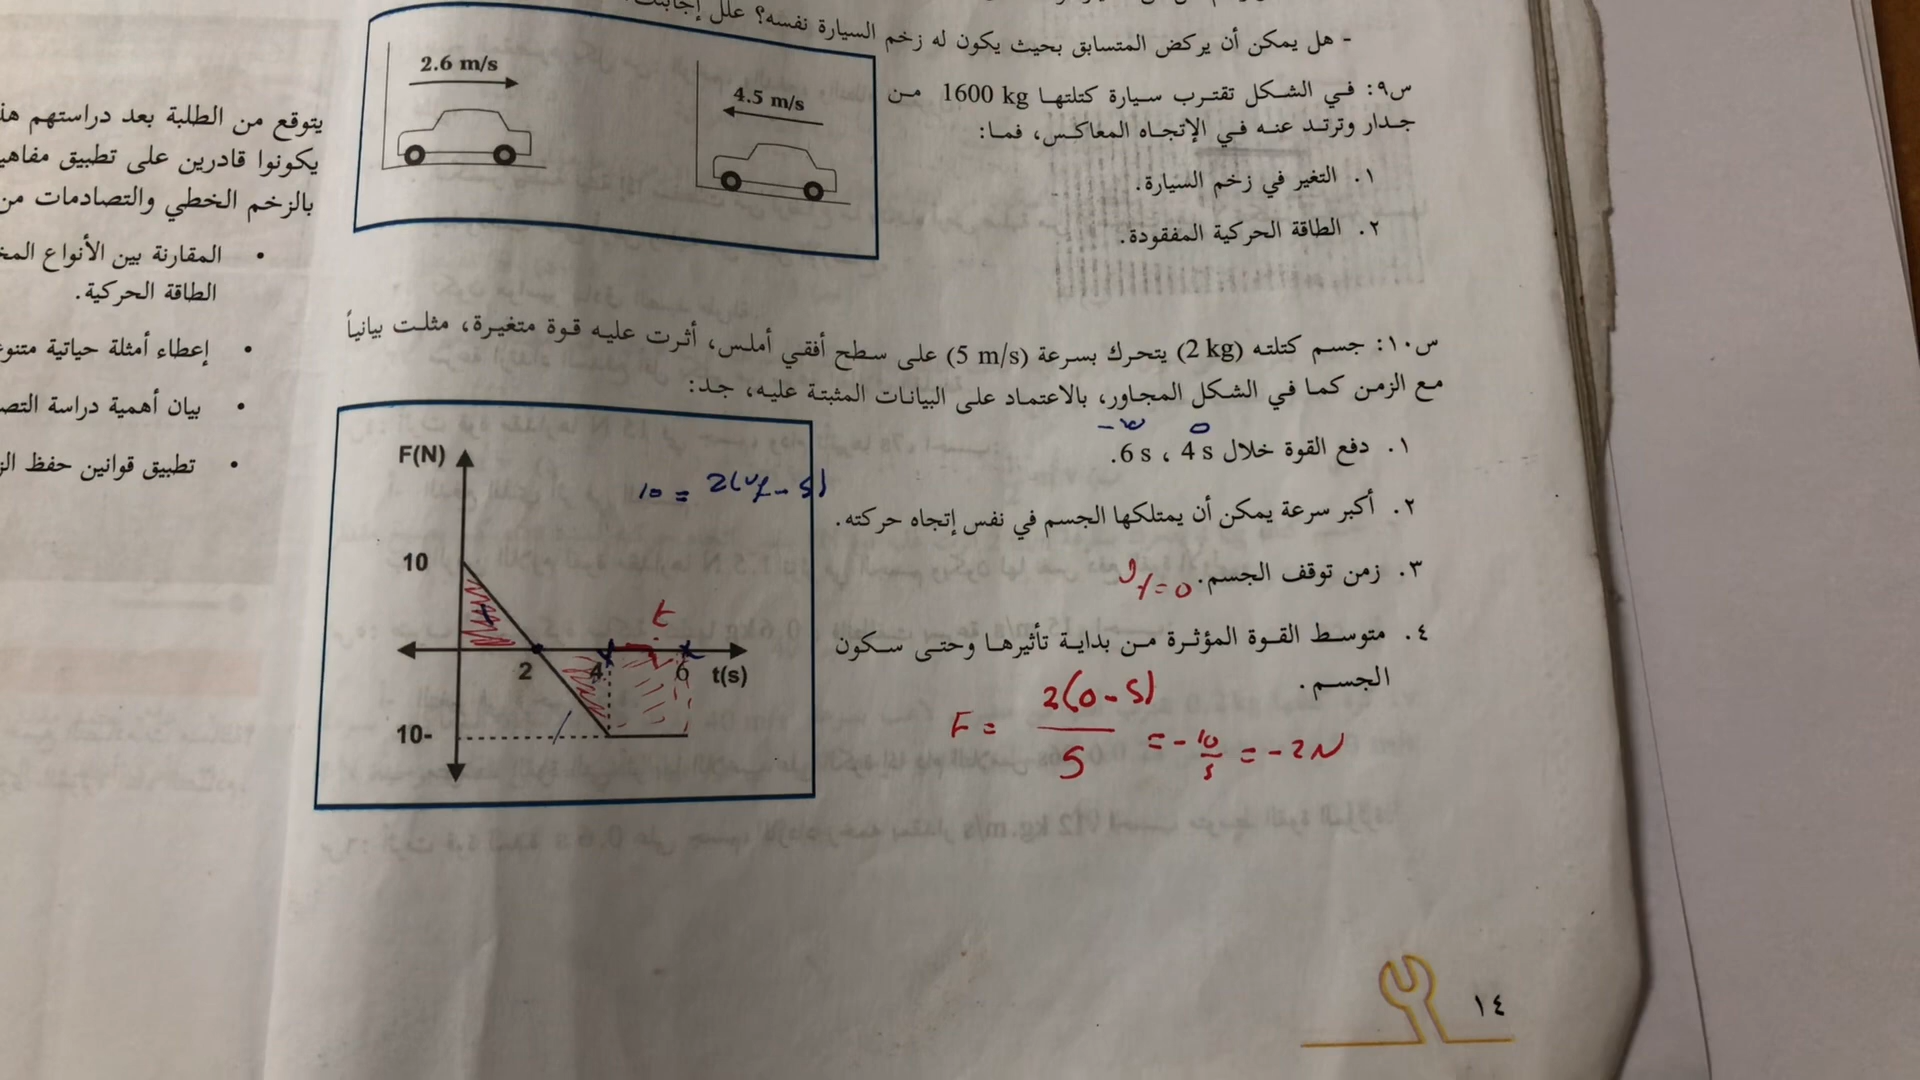 - هل يمكن أن يركض المتسابق بحيث يكون له زخم السيارة نفسه؟ علل إجابتك
س٩: في الشكل تقترب سيارة كتلتها 1600 kg من
جدار وترتد عنه في الإتجاه المعاكس، فما:
١. التغير في زخم السيارة.
٢. الطاقة الحركية المفقودة.
2.6 m/s
4.5 m/s
س١٠: جسم كتلته (2 kg) يتحرك بسرعة (5 m/s) على سطح أفقي أملس، أثرت عليه قوة متغيرة، مثلت بيانياً
مع الزمن كما في الشكل المجاور، بالاعتماد على البيانات المثبتة عليه، جد:
0
١. دفع القوة خلال 4 s ، 6 s.
٢. أكبر سرعة يمكن أن يمتلكها الجسم في نفس إتجاه حركته.
٣. زمن توقف الجسم.
٤. متوسط القوة المؤثرة من بداية تأثيرها وحتى سكون
الجسم.
F = 2(0-5) / 5 = - 10/5 = -2N
F(N)
10 = 2(vf - 5)
10
t
2
4
6
t(s)
10-
يتوقع من الطلبة بعد دراستهم
يكونوا قادرين على تطبيق
بالزخم الخطي والتصادمات من
• المقارنة بين الأنواع
الطاقة الحركية.
• إعطاء أمثلة حياتية
• بيان أهمية دراسة
• تطبيق قوانين حفظ
١٤